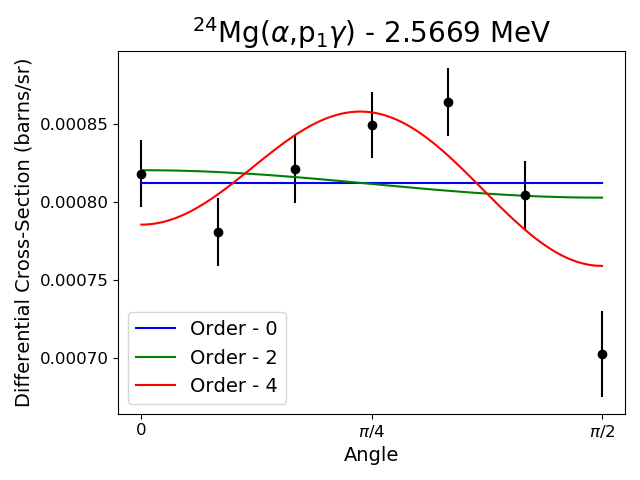 ²⁴Mg(α,p₁γ) - 2.5669 MeV
Differential Cross-Section (barns/sr)
0.00085
0.00080
0.00075
0.00070
Order - 0
Order - 2
Order - 4
0
π/4
π/2
Angle